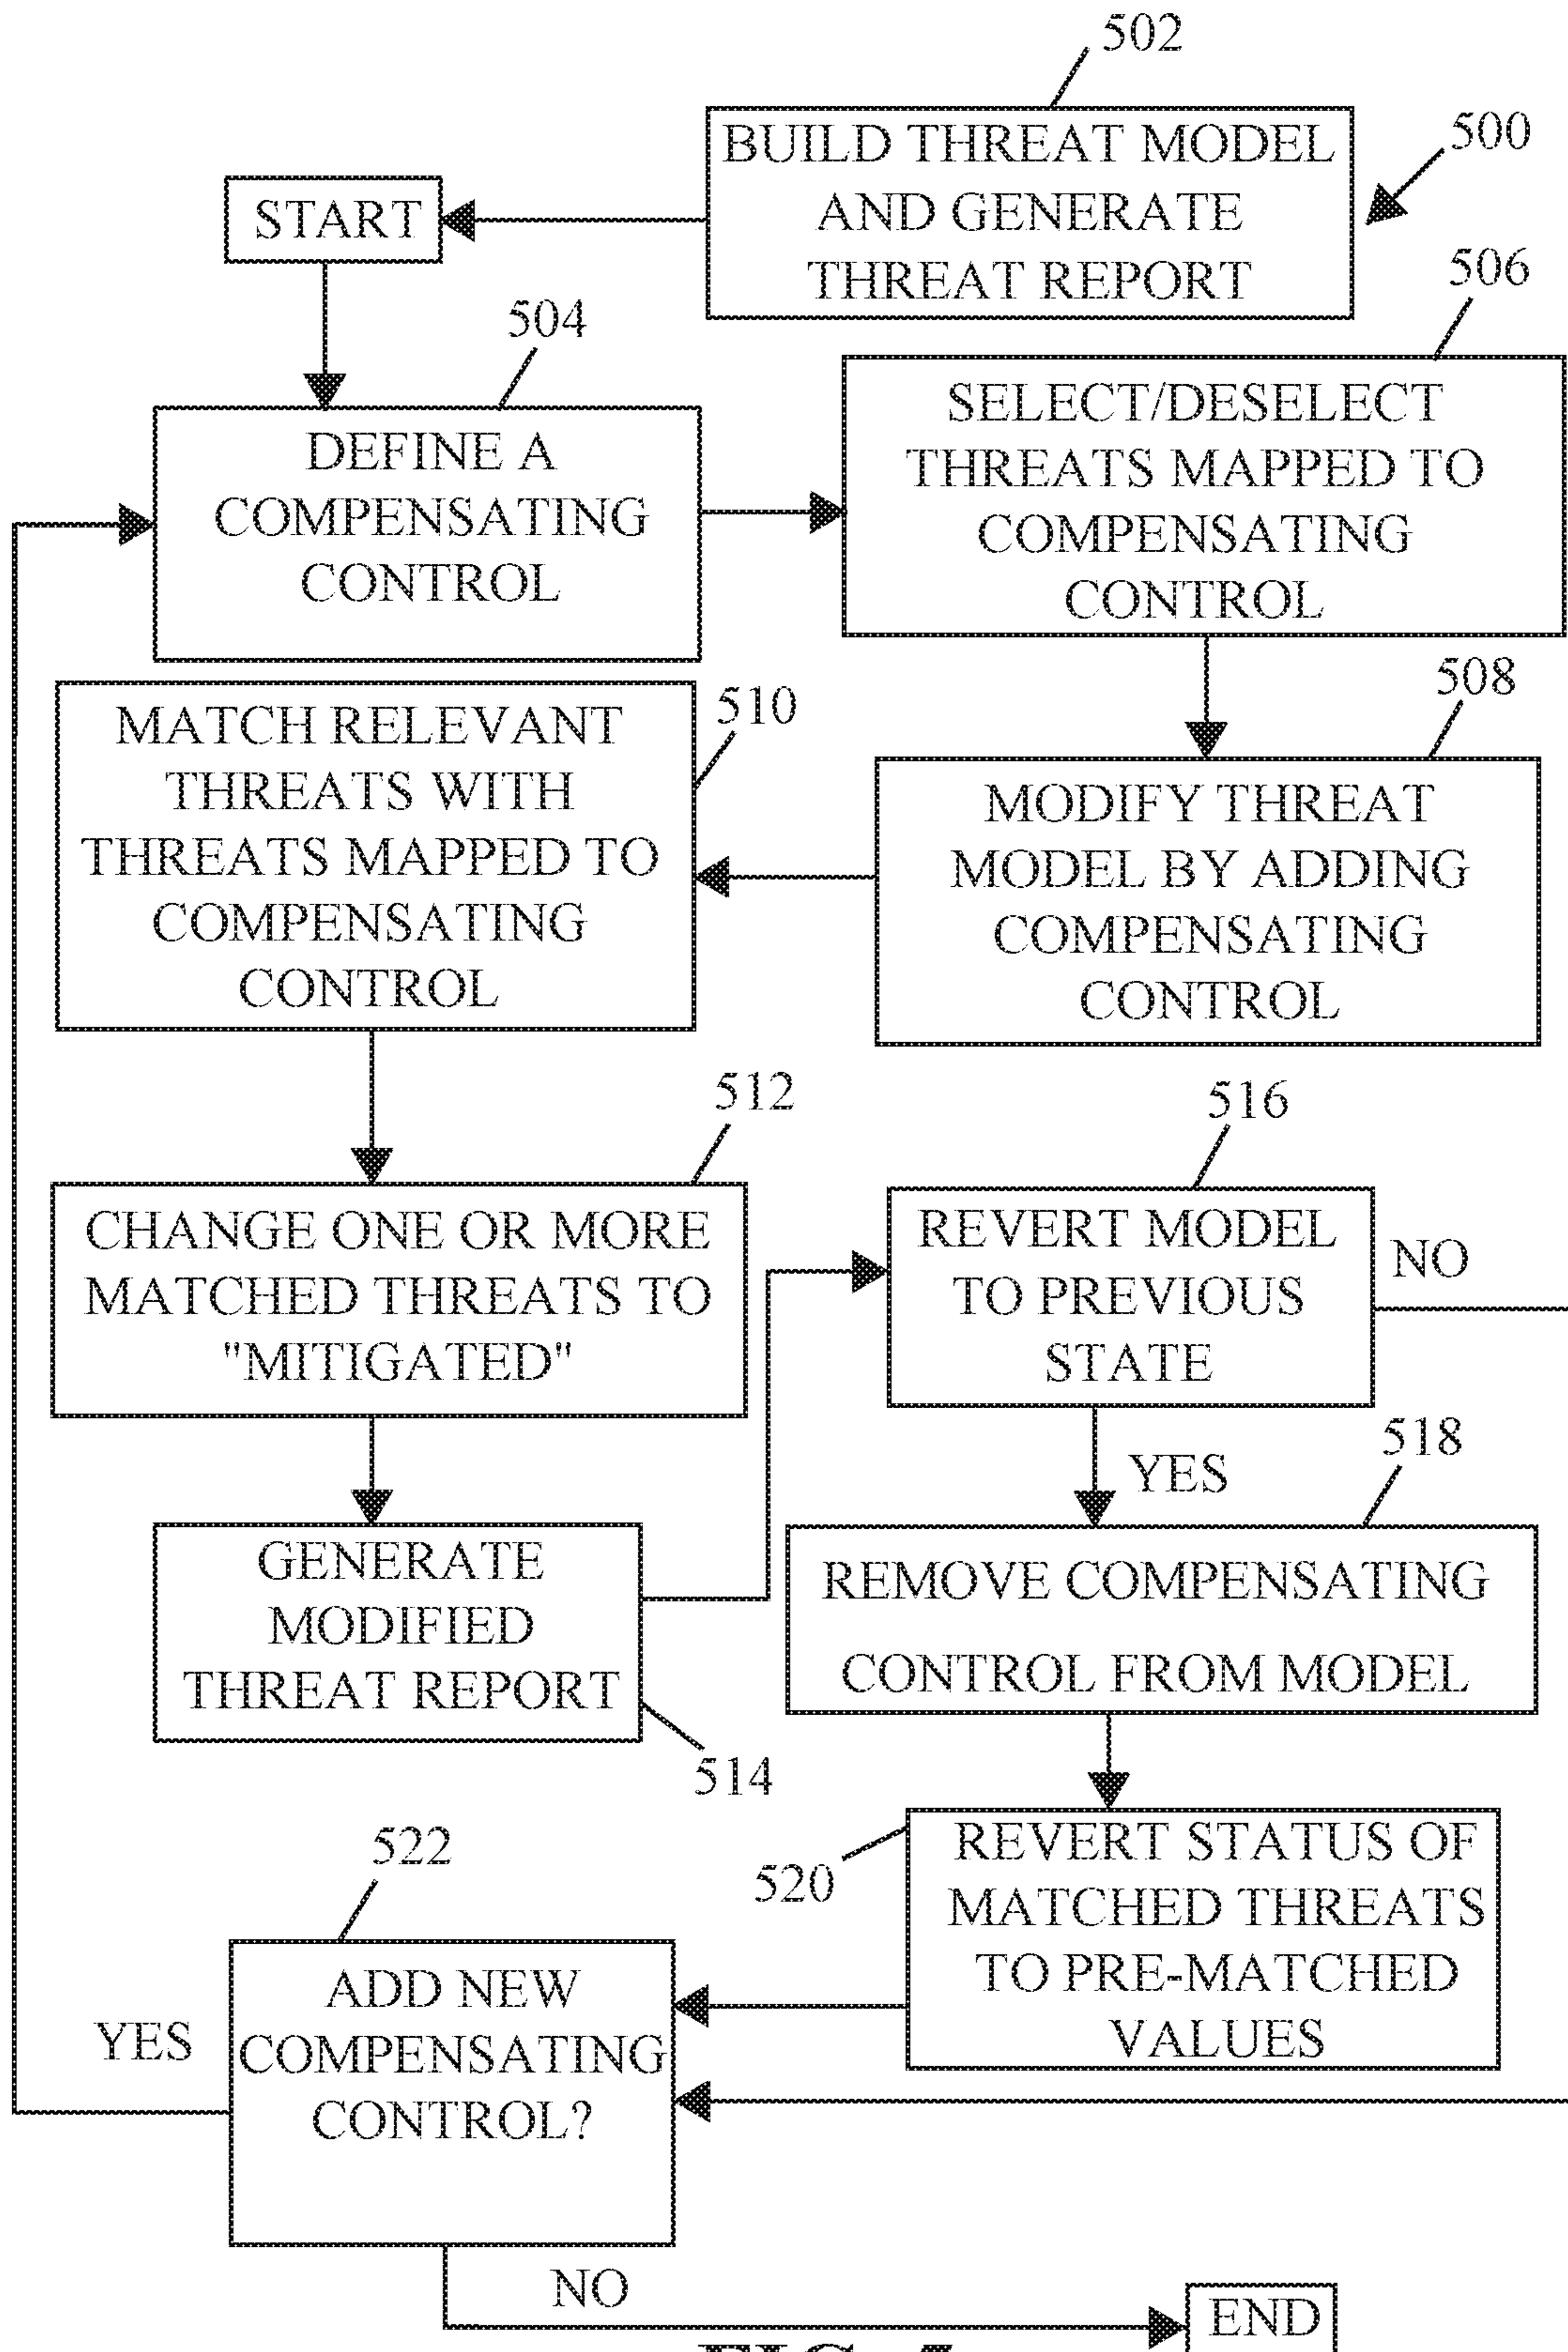 502
BUILD THREAT MODEL
AND GENERATE
THREAT REPORT
500
START
504
DEFINE A
COMPENSATING
CONTROL
506
SELECT/DESELECT
THREATS MAPPED TO
COMPENSATING
CONTROL
508
MODIFY THREAT
MODEL BY ADDING
COMPENSATING
CONTROL
510
MATCH RELEVANT
THREATS WITH
THREATS MAPPED TO
COMPENSATING
CONTROL
512
CHANGE ONE OR MORE
MATCHED THREATS TO
"MITIGATED"
GENERATE
MODIFIED
THREAT REPORT
514
516
REVERT MODEL
TO PREVIOUS
STATE
NO
YES
518
REMOVE COMPENSATING
CONTROL FROM MODEL
520
REVERT STATUS OF
MATCHED THREATS
TO PRE-MATCHED
VALUES
522
ADD NEW
COMPENSATING
CONTROL?
YES
NO
END